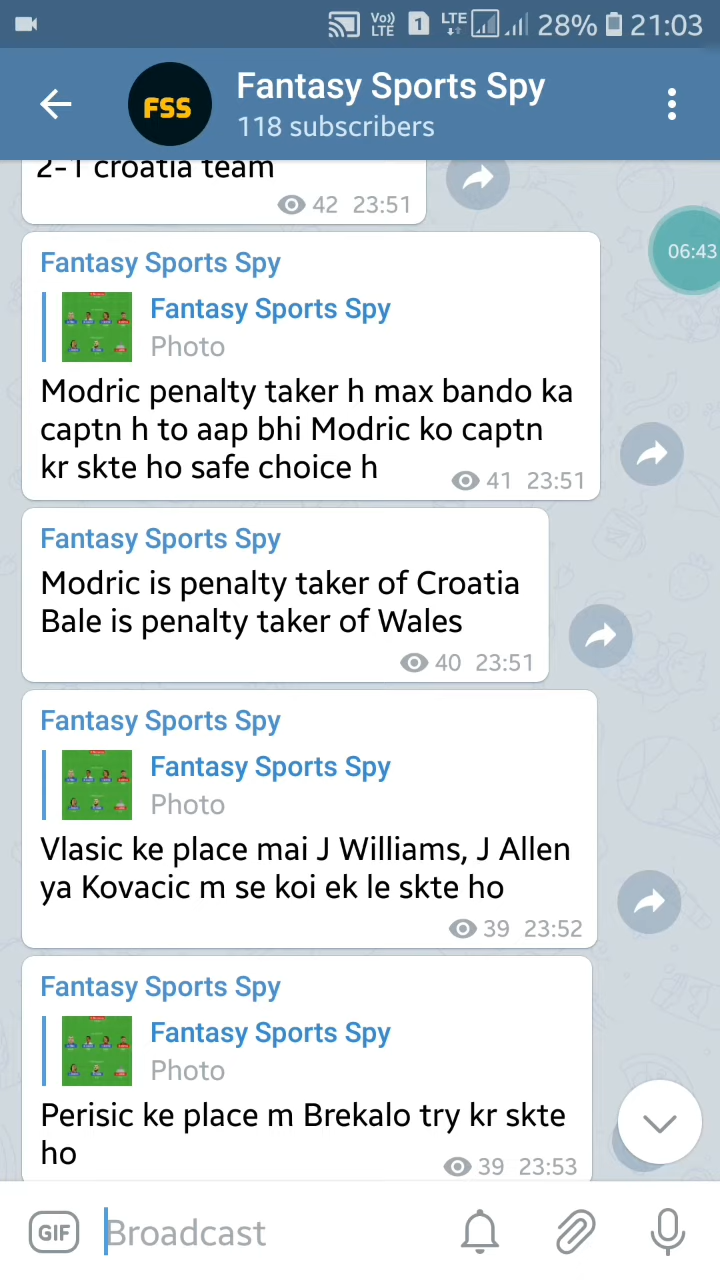 Vo))
LTE
1
LTE
28%
21:03
FSS
Fantasy Sports Spy
118 subscribers
2-1 croatia team
42 23:51
06:43
Fantasy Sports Spy
Fantasy Sports Spy
Photo
Modric penalty taker h max bando ka
captn h to aap bhi Modric ko captn
kr skte ho safe choice h
41 23:51
Fantasy Sports Spy
Modric is penalty taker of Croatia
Bale is penalty taker of Wales
40 23:51
Fantasy Sports Spy
Fantasy Sports Spy
Photo
Vlasic ke place mai J Williams, J Allen
ya Kovacic m se koi ek le skte ho
39 23:52
Fantasy Sports Spy
Fantasy Sports Spy
Photo
Perisic ke place m Brekalo try kr skte
ho
39 23:53
GIF
Broadcast